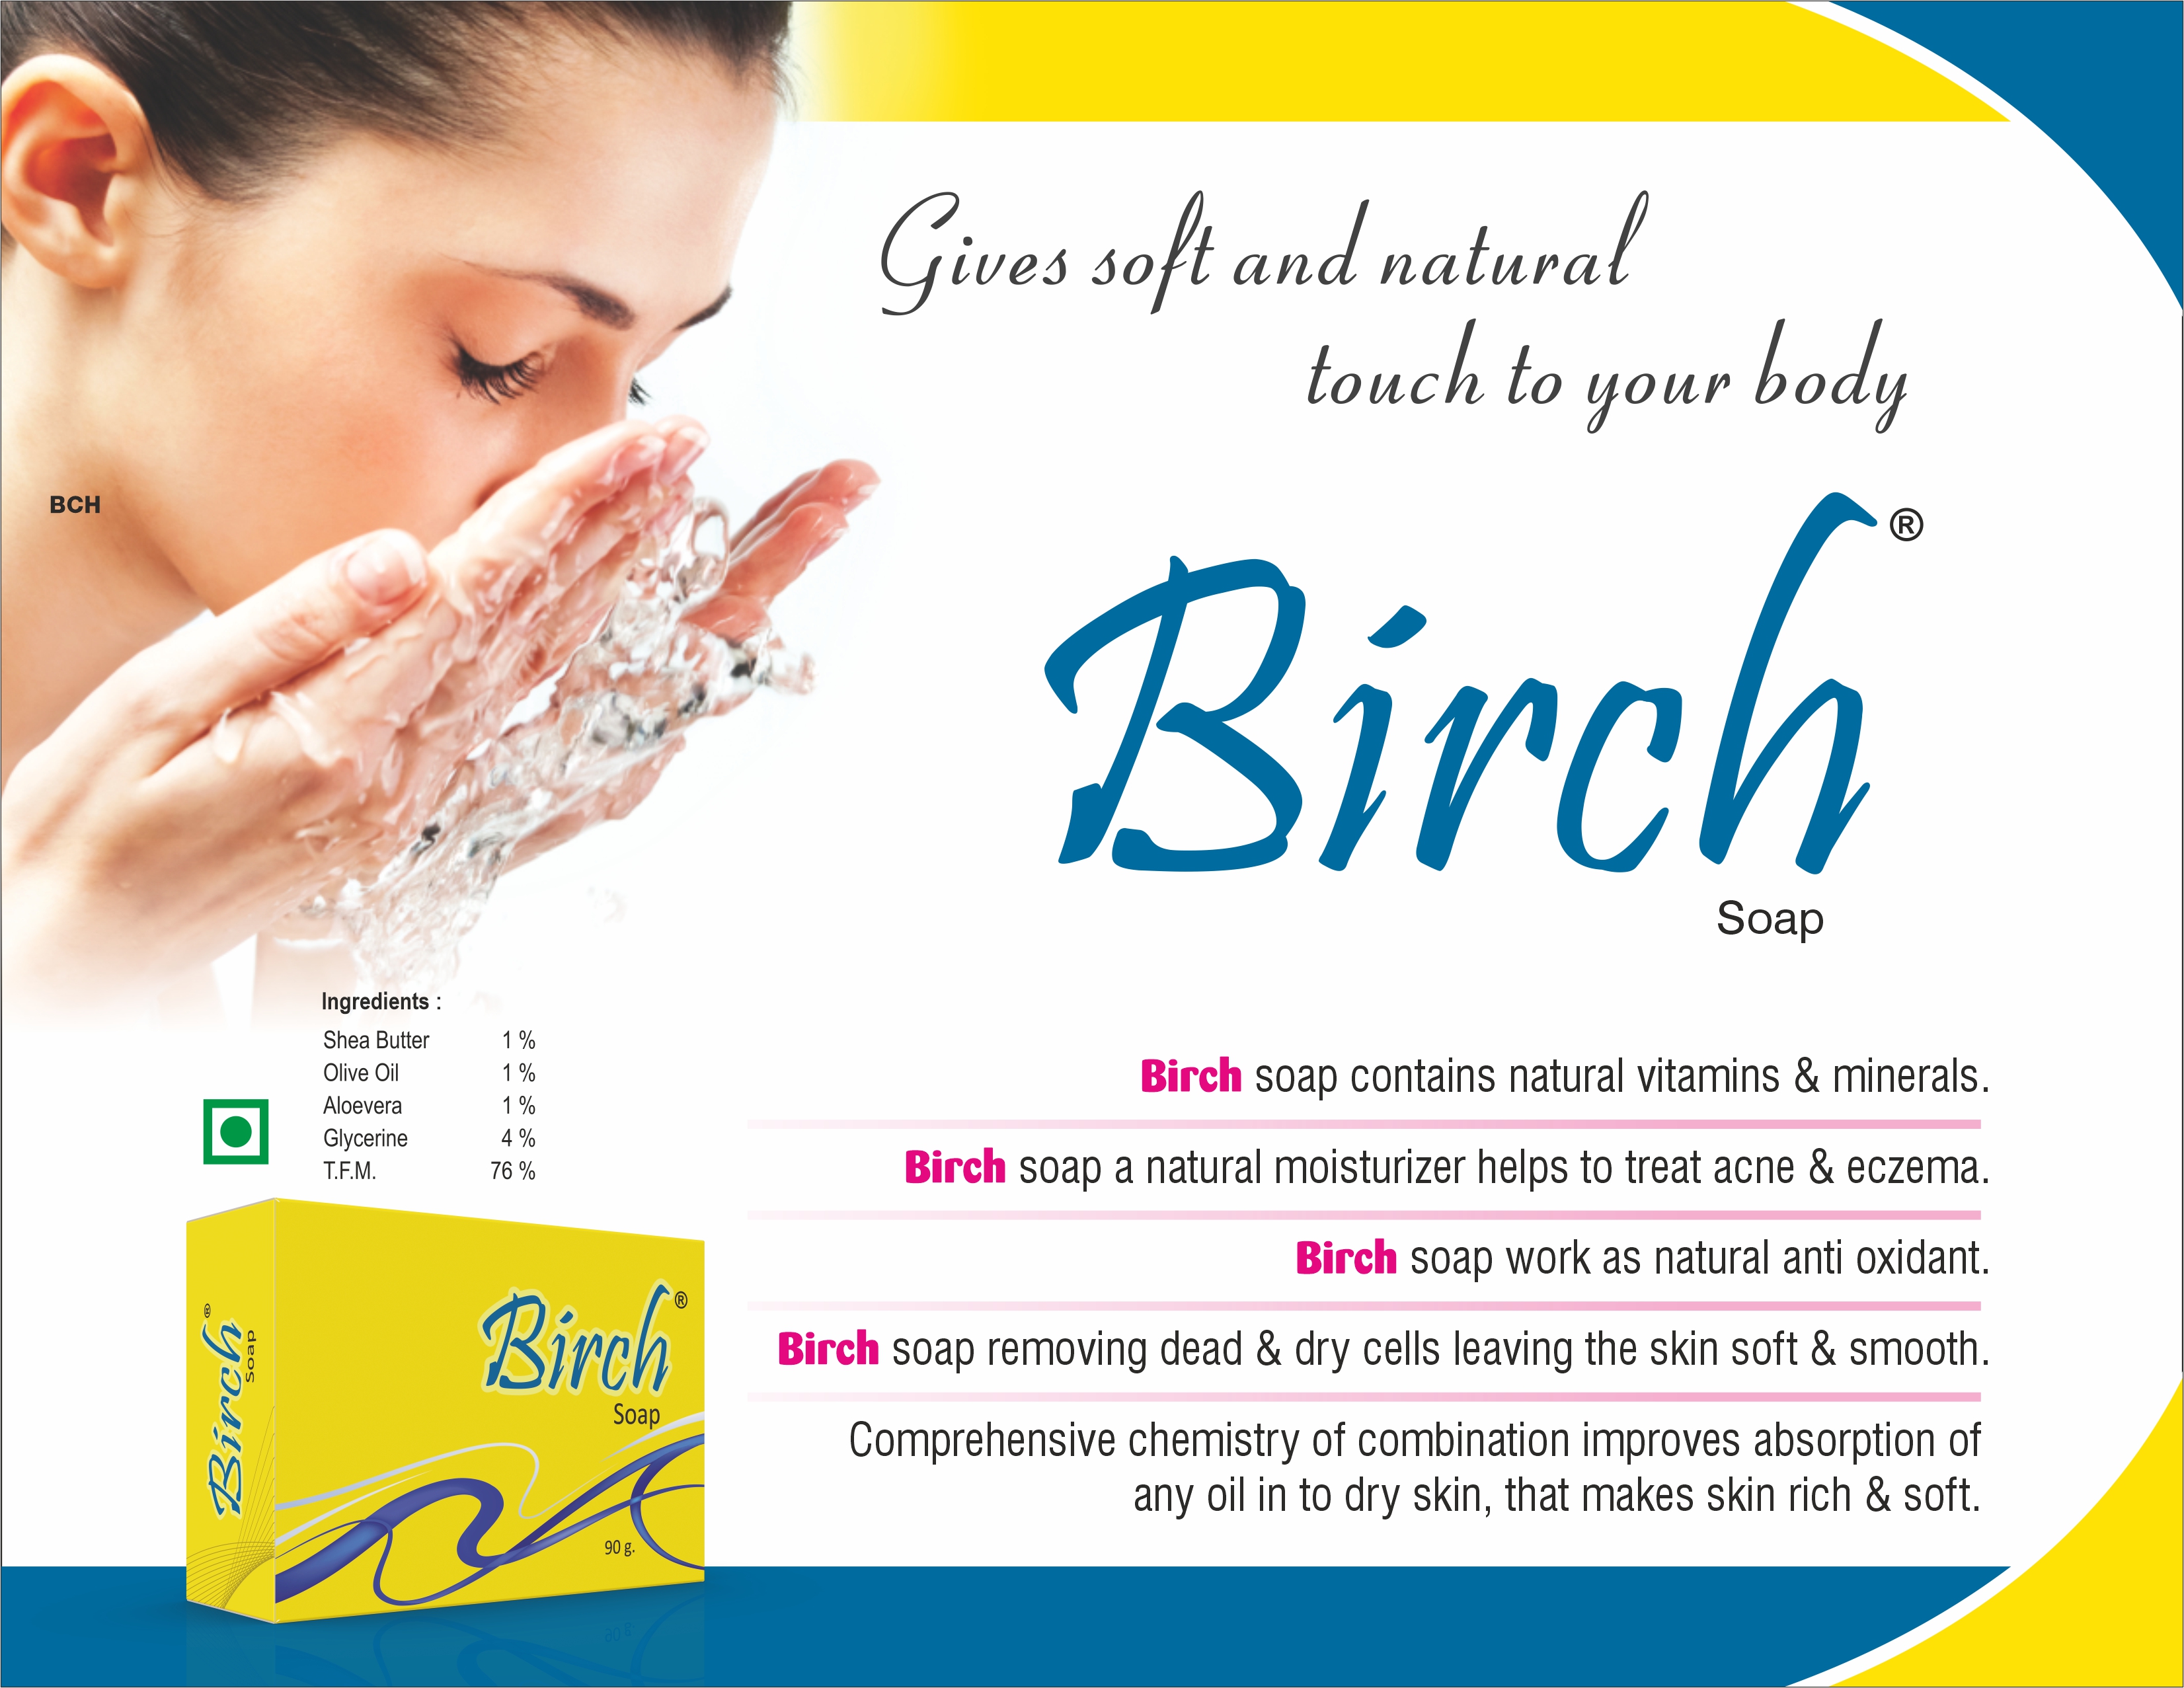 Gives soft and natural
touch to your body
BCH
Birch®
Soap
Ingredients :
Shea Butter 1 %
Olive Oil 1 %
Aloevera 1 %
Glycerine 4 %
T.F.M. 76 %
Birch soap contains natural vitamins & minerals.
Birch soap a natural moisturizer helps to treat acne & eczema.
Birch soap work as natural anti oxidant.
Birch soap removing dead & dry cells leaving the skin soft & smooth.
Comprehensive chemistry of combination improves absorption of
any oil in to dry skin, that makes skin rich & soft.
Birch®
Soap
Birch®
Soap
90 g.